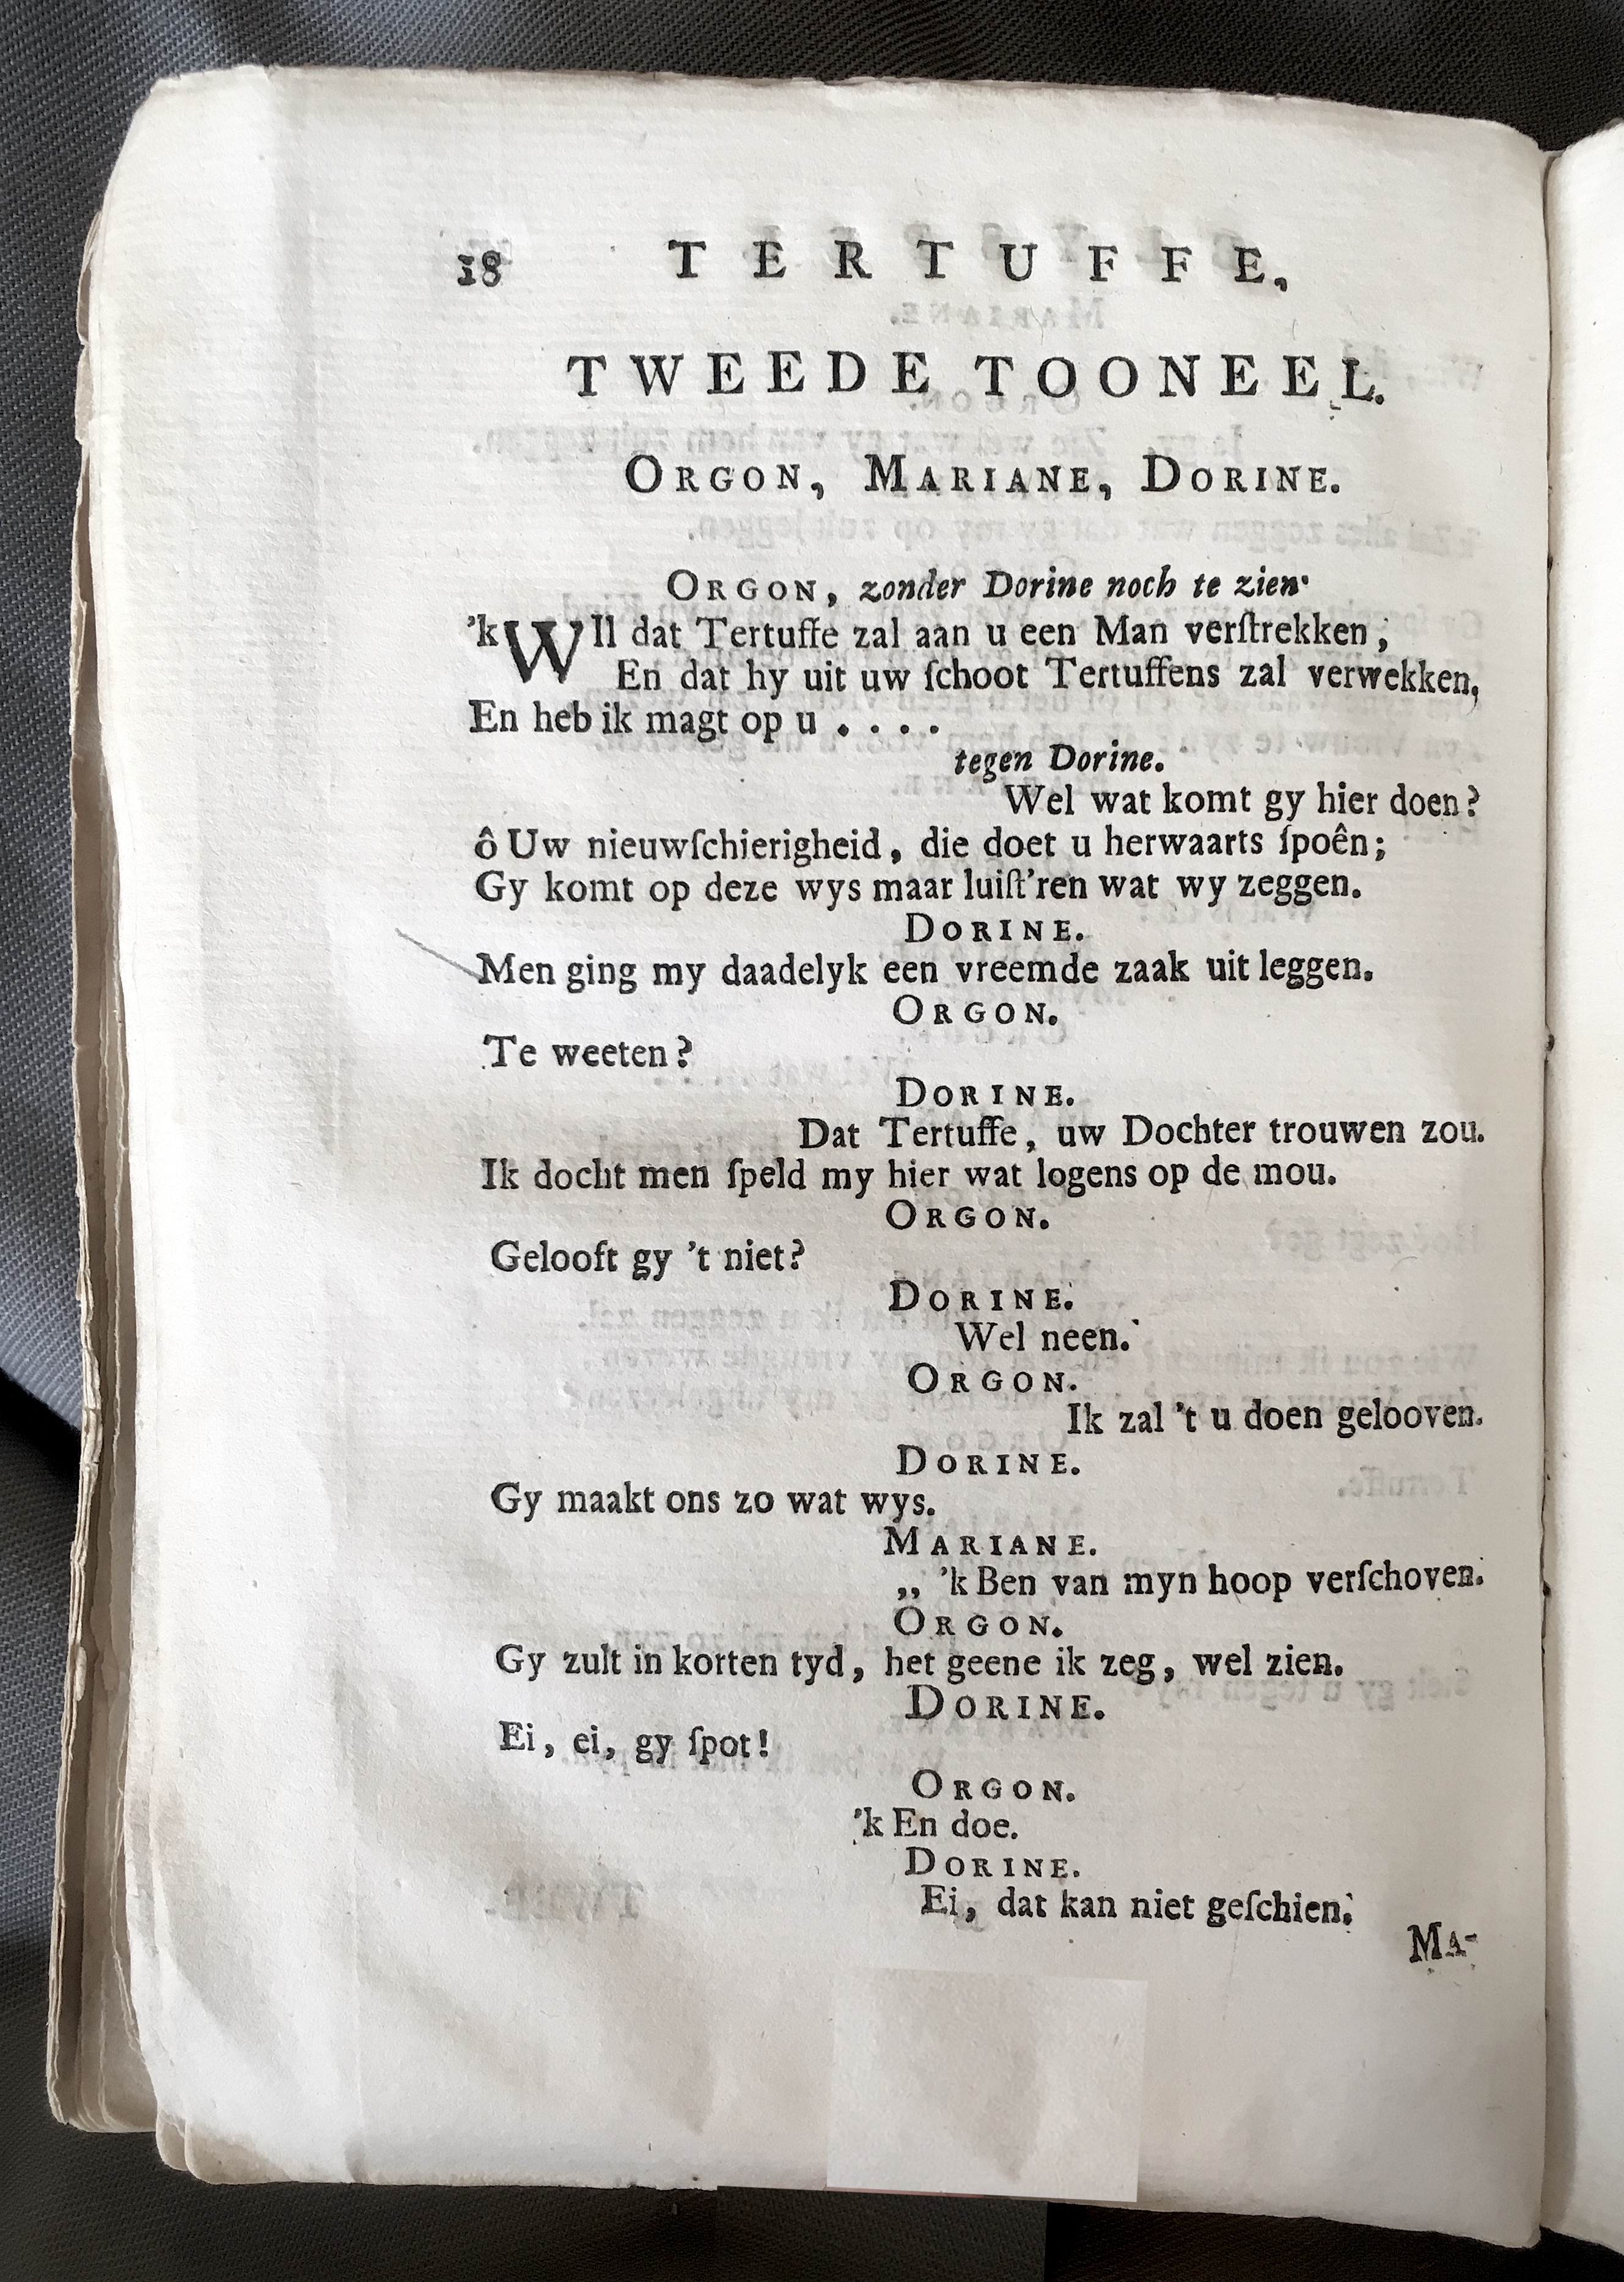 18 TERTUFFE,
TWEEDE TOONEEL.
ORGON, MARIANE, DORINE.
ORGON, zonder Dorine noch te zien.
'k WIl dat Tertuffe zal aan u een Man verſtrekken,
En dat hy uit uw ſchoot Tertuffens zal verwekken,
En heb ik magt op u . . . .
tegen Dorine.
Wel wat komt gy hier doen?
ô Uw nieuwſchierigheid, die doet u herwaarts ſpoên;
Gy komt op deze wys maar luiſt'ren wat wy zeggen.
DORINE.
Men ging my daadelyk een vreemde zaak uit leggen.
ORGON.
Te weeten?
DORINE.
Dat Tertuffe, uw Dochter trouwen zou.
Ik docht men ſpeld my hier wat logens op de mou.
ORGON.
Gelooft gy 't niet?
DORINE.
Wel neen.
ORGON.
Ik zal 't u doen gelooven.
DORINE.
Gy maakt ons zo wat wys.
MARIANE.
„ 'k Ben van myn hoop verſchoven.
ORGON.
Gy zult in korten tyd, het geene ik zeg, wel zien.
DORINE.
Ei, ei, gy ſpot!
ORGON.
'k En doe.
DORINE.
Ei, dat kan niet geſchien.
MA-